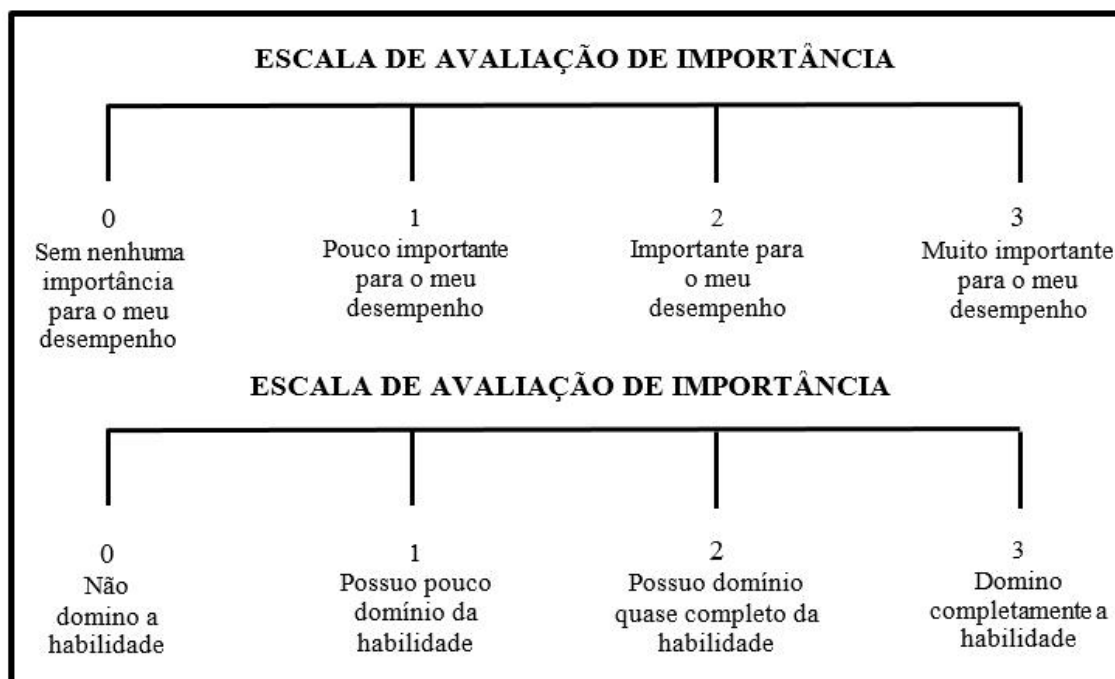 ESCALA DE AVALIAÇÃO DE IMPORTÂNCIA
0
Sem nenhuma
importância
para o meu
desempenho
1
Pouco importante
para o meu
desempenho
2
Importante para
o meu
desempenho
3
Muito importante
para o meu
desempenho
ESCALA DE AVALIAÇÃO DE IMPORTÂNCIA
0
Não
domino a
habilidade
1
Possuo pouco
domínio da
habilidade
2
Possuo domínio
quase completo da
habilidade
3
Domino
completamente a
habilidade